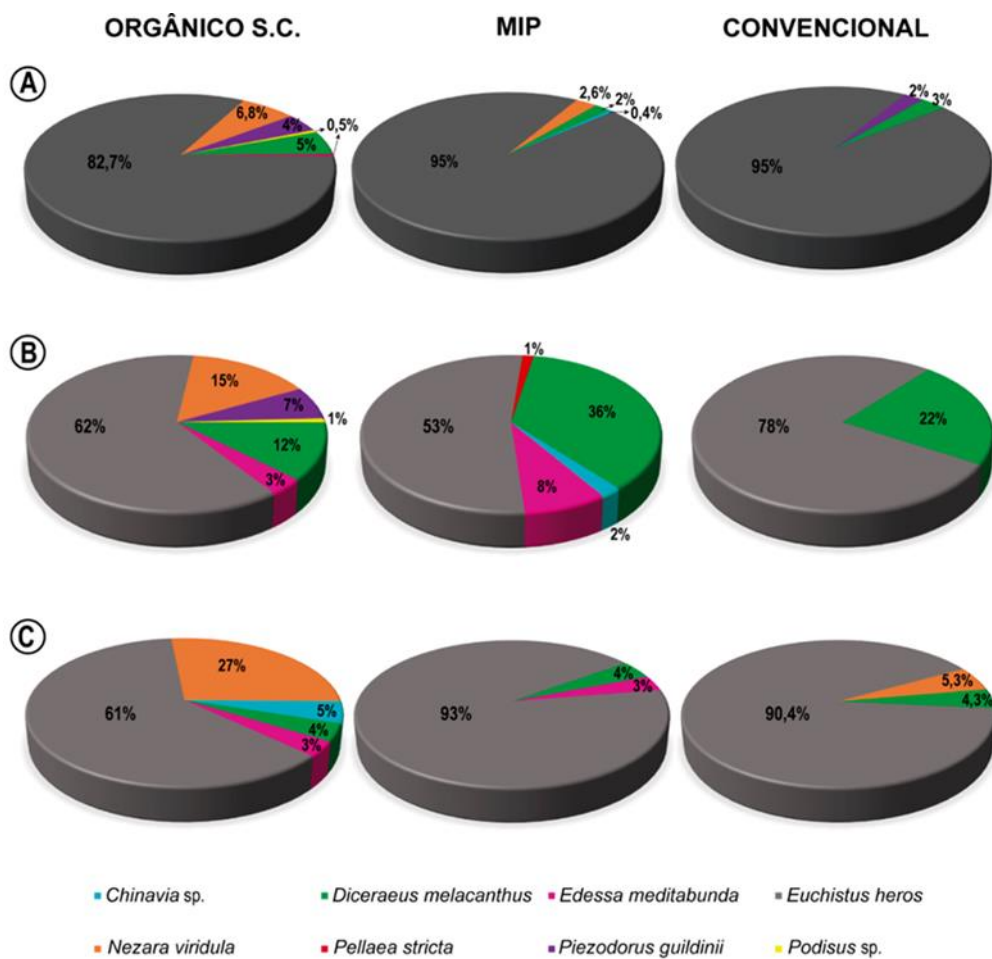 ORGÂNICO S.C. MIP CONVENCIONAL
A
6,8% 4% 0,5% 5% 82,7%
2,6% 2% 0,4% 95%
2% 3% 95%
B
15% 7% 1% 12% 3% 62%
1% 36% 2% 8% 53%
22% 78%
C
27% 5% 4% 3% 61%
4% 3% 93%
5,3% 4,3% 90,4%
Chinavia sp. Diceraeus melacanthus Edessa meditabunda Euchistus heros
Nezara viridula Pellaea stricta Piezodorus guildinii Podisus sp.